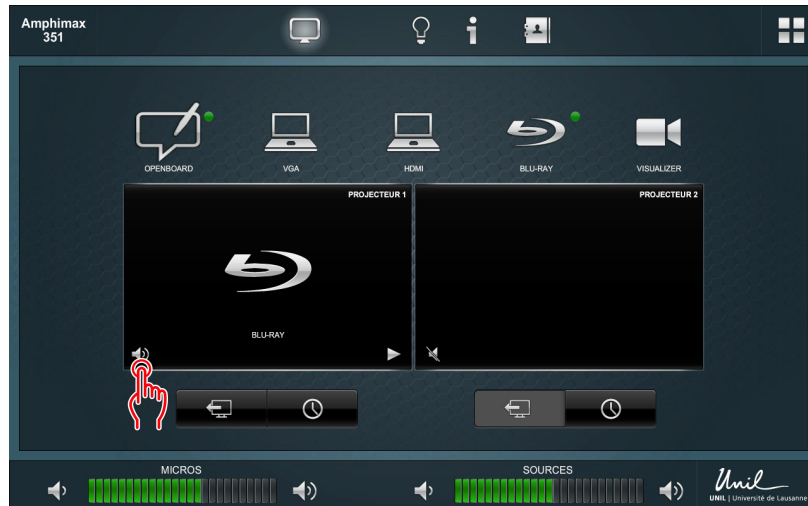 Amphimax
351
OPENBOARD
VGA
HDMI
BLU-RAY
VISUALIZER
PROJECTEUR 1
PROJECTEUR 2
BLU-RAY
MICROS
SOURCES
Unil
UNIL | Université de Lausanne